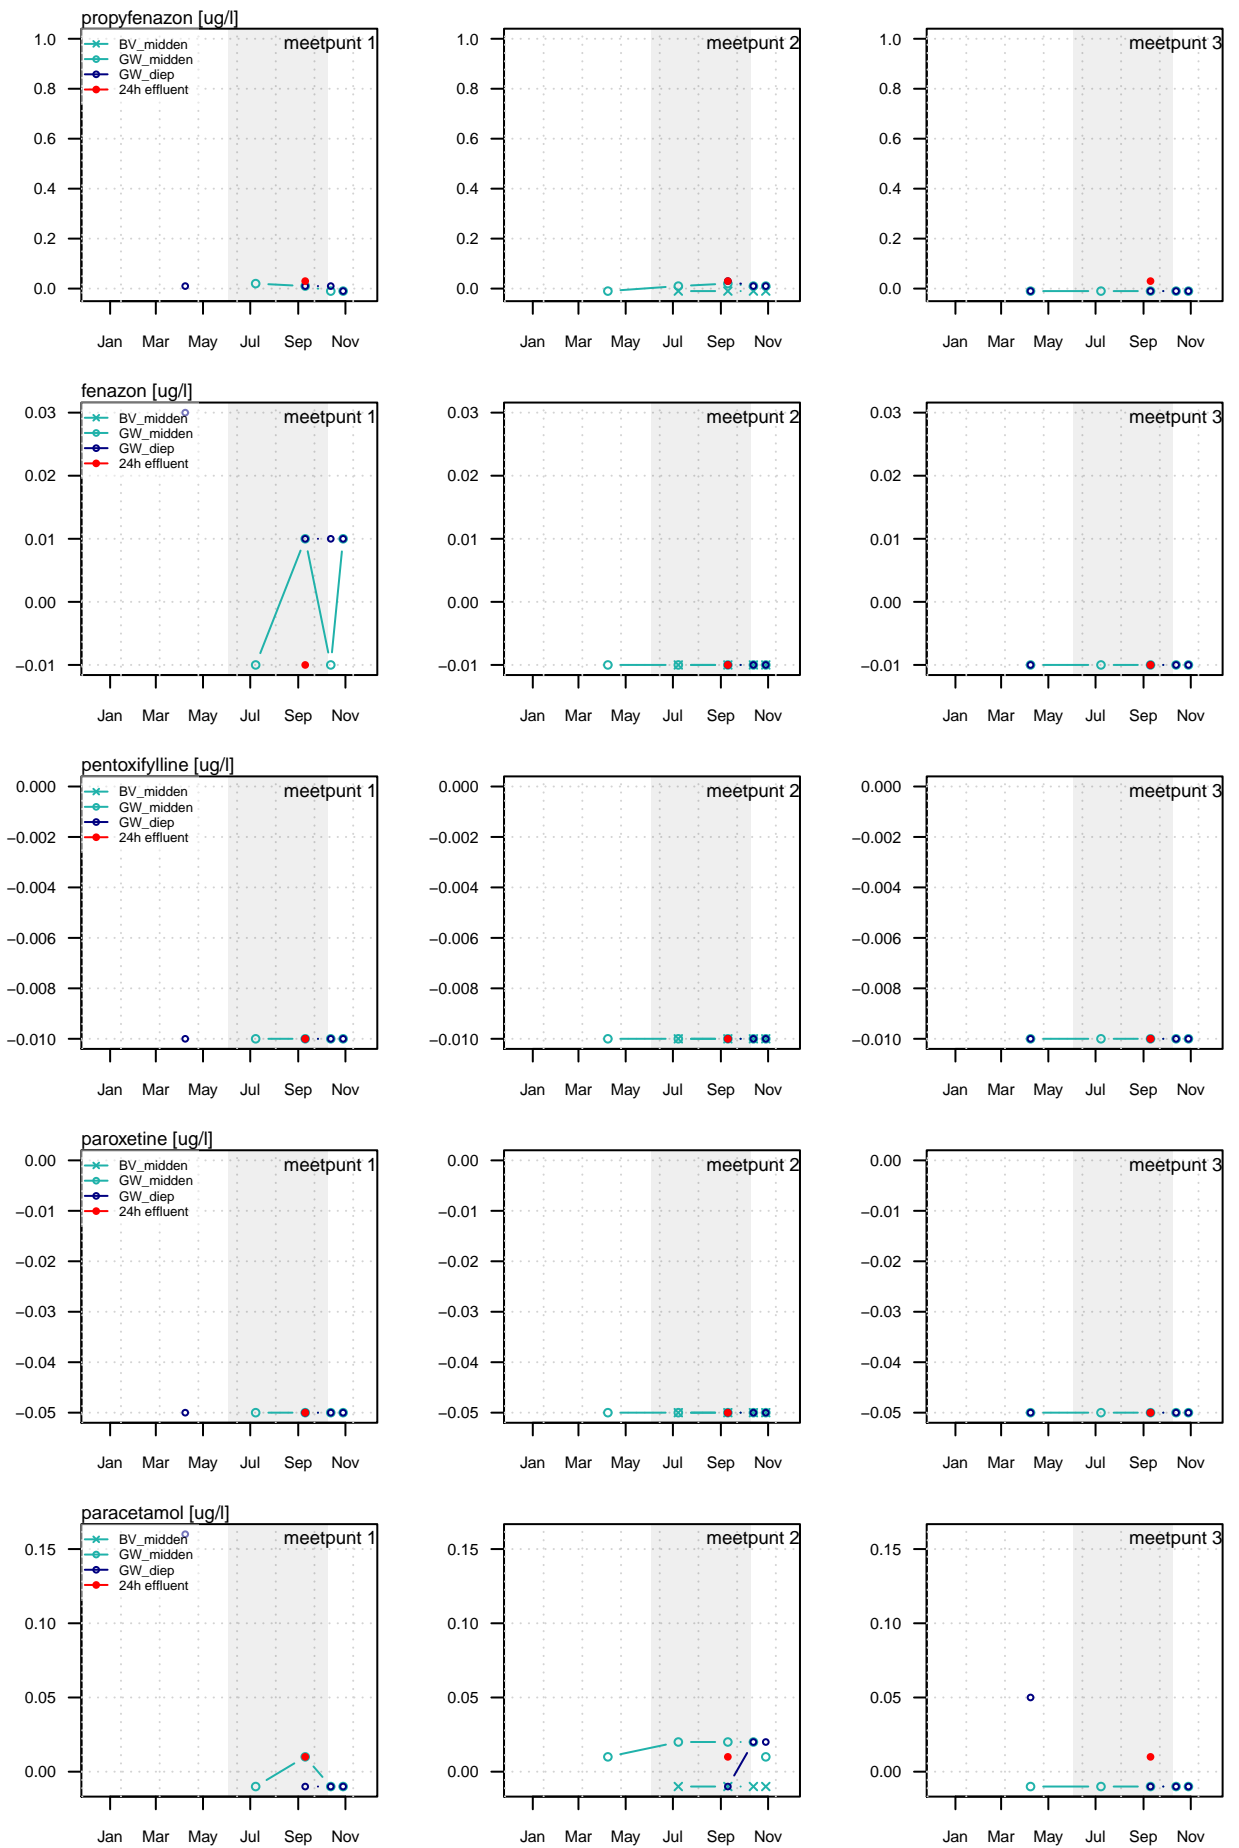 propyfenazon [ug/l]
BV_midden
GW_midden
GW_diep
24h effluent
meetpunt 1
meetpunt 2
meetpunt 3
1.0 1.0 1.0
0.8 0.8 0.8
0.6 0.6 0.6
0.4 0.4 0.4
0.2 0.2 0.2
0.0 0.0 0.0
Jan Mar May Jul Sep Nov Jan Mar May Jul Sep Nov Jan Mar May Jul Sep Nov
fenazon [ug/l]
BV_midden
GW_midden
GW_diep
24h effluent
meetpunt 1
meetpunt 2
meetpunt 3
0.03 0.03 0.03
0.02 0.02 0.02
0.01 0.01 0.01
0.00 0.00 0.00
−0.01 −0.01 −0.01
Jan Mar May Jul Sep Nov Jan Mar May Jul Sep Nov Jan Mar May Jul Sep Nov
pentoxifylline [ug/l]
BV_midden
GW_midden
GW_diep
24h effluent
meetpunt 1
meetpunt 2
meetpunt 3
0.000 0.000 0.000
−0.002 −0.002 −0.002
−0.004 −0.004 −0.004
−0.006 −0.006 −0.006
−0.008 −0.008 −0.008
−0.010 −0.010 −0.010
Jan Mar May Jul Sep Nov Jan Mar May Jul Sep Nov Jan Mar May Jul Sep Nov
paroxetine [ug/l]
BV_midden
GW_midden
GW_diep
24h effluent
meetpunt 1
meetpunt 2
meetpunt 3
0.00 0.00 0.00
−0.01 −0.01 −0.01
−0.02 −0.02 −0.02
−0.03 −0.03 −0.03
−0.04 −0.04 −0.04
−0.05 −0.05 −0.05
Jan Mar May Jul Sep Nov Jan Mar May Jul Sep Nov Jan Mar May Jul Sep Nov
paracetamol [ug/l]
BV_midden
GW_midden
GW_diep
24h effluent
meetpunt 1
meetpunt 2
meetpunt 3
0.15 0.15 0.15
0.10 0.10 0.10
0.05 0.05 0.05
0.00 0.00 0.00
Jan Mar May Jul Sep Nov Jan Mar May Jul Sep Nov Jan Mar May Jul Sep Nov